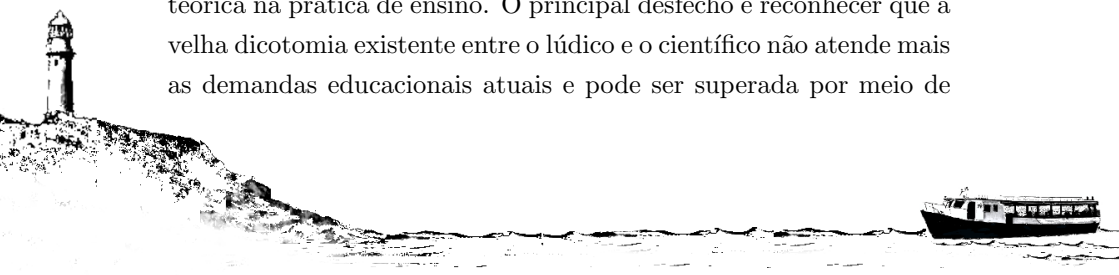 teórica na prática de ensino. O principal desfecho é reconhecer que a
velha dicotomia existente entre o lúdico e o científico não atende mais
as demandas educacionais atuais e pode ser superada por meio de